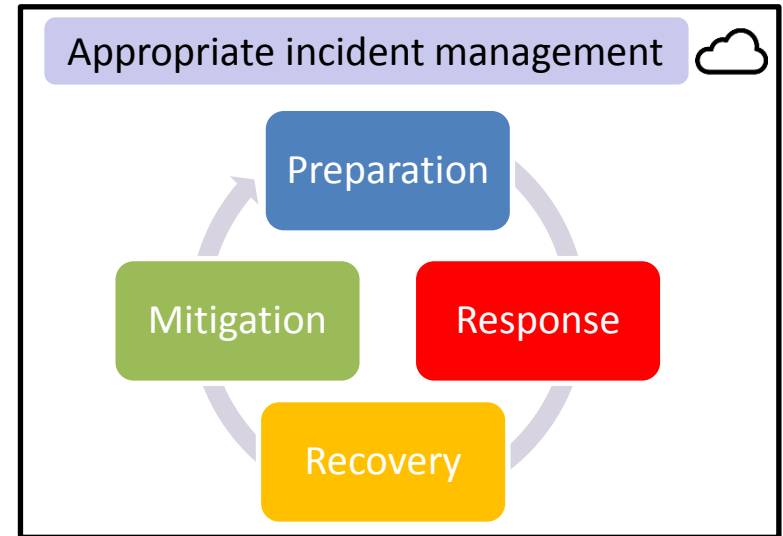 Appropriate incident management
Preparation
Response
Mitigation
Recovery